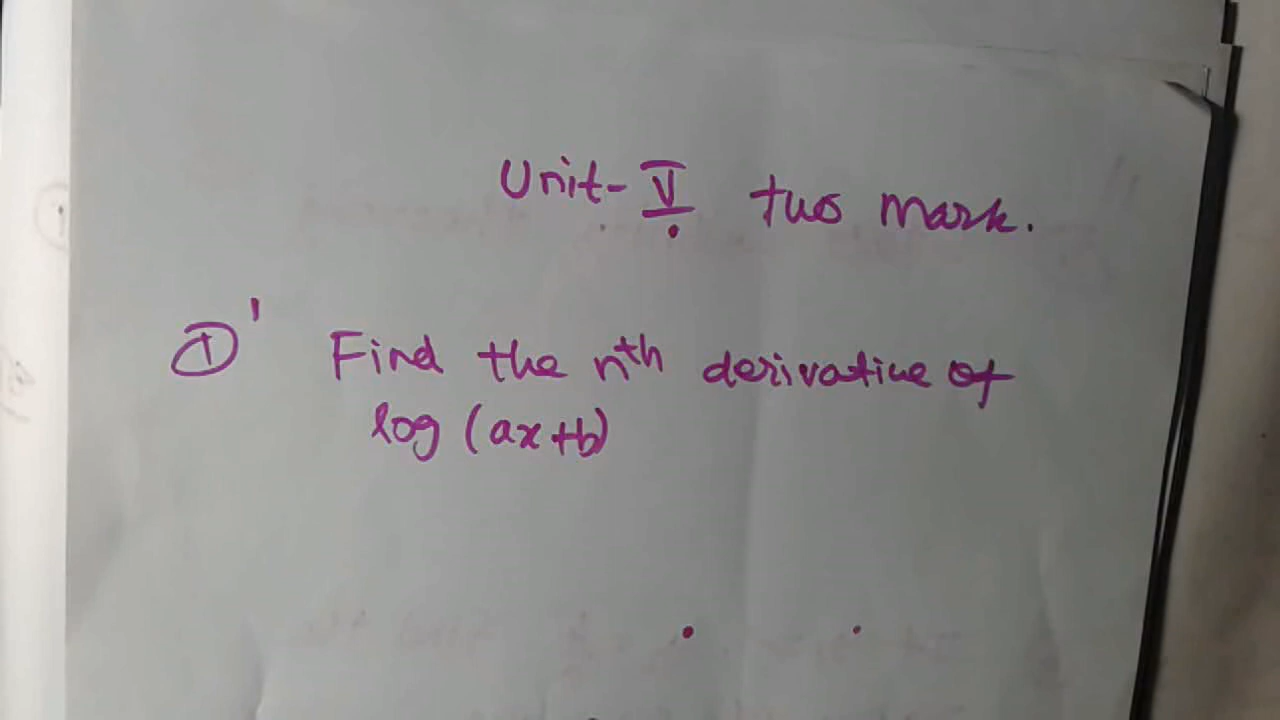 Unit-V two mark.
① Find the nth derivative of
log (ax+b)